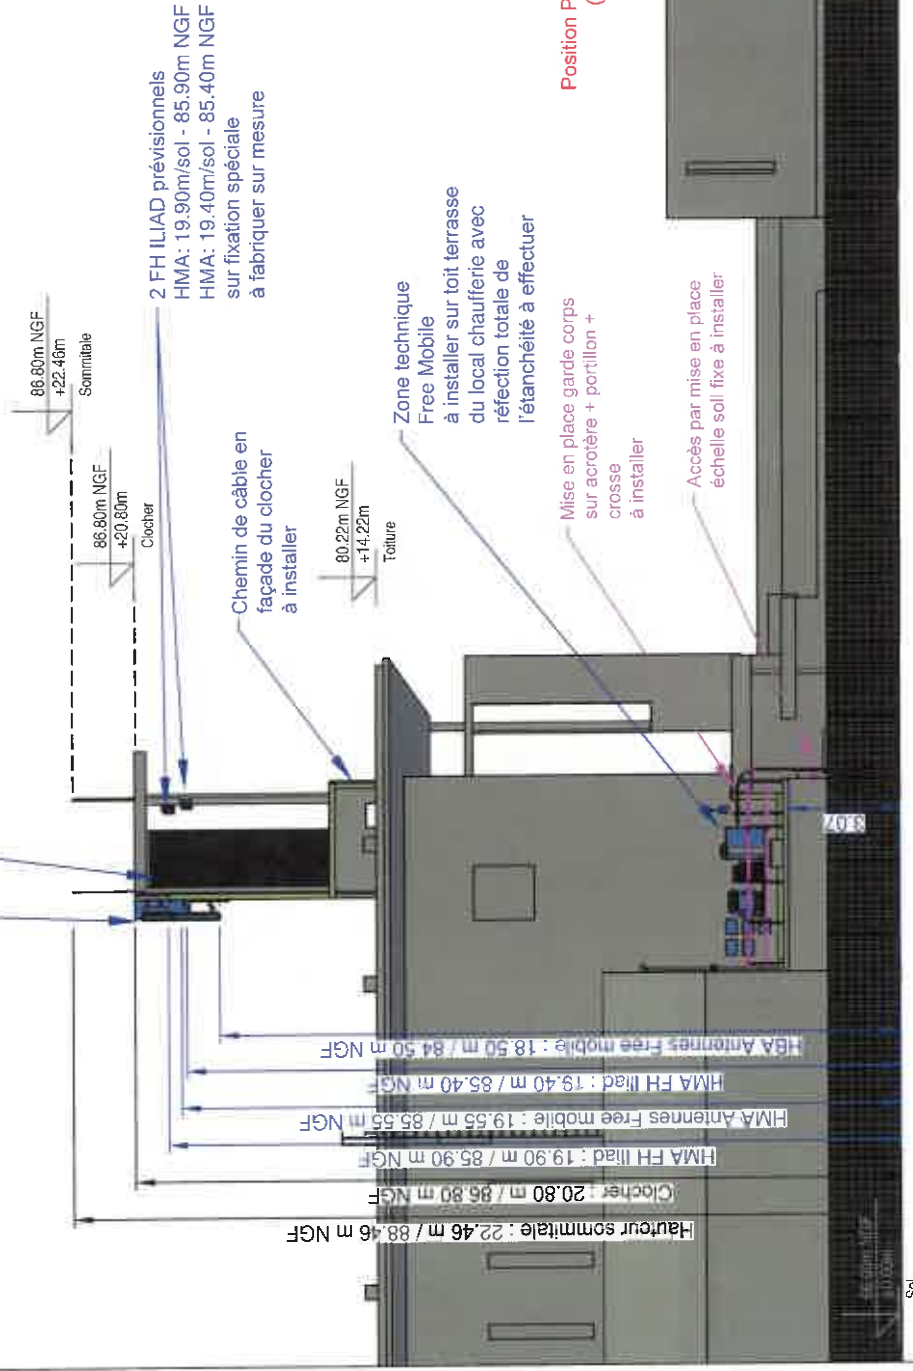 Position P
(
2 FH ILIAD prévisionnels
HMA: 19.90m/sol - 85.90m NGF
HMA: 19.40m/sol - 85.40m NGF
sur fixation spéciale
à fabriquer sur mesure
86.80m NGF
+22.46m
Sommitale
86.80m NGF
+20.80m
Clocher
Chemin de câble en
façade du clocher
à installer
80.22m NGF
+14.22m
Toiture
Zone technique
Free Mobile
à installer sur toit terrasse
du local chaufferie avec
réfection totale de
l'étanchéité à effectuer
Mise en place garde corps
sur acrotère + portillon +
crosse
à installer
Accès par mise en place
échelle soll fixe à installer
3.07
HBA Antennes Free mobile : 18.50 m / 84.50 m NGF
HMA FH Iliad : 19.40 m / 85.40 m NGF
HMA Antennes Free mobile : 19.55 m / 85.55 m NGF
HMA FH Iliad : 19.90 m / 85.90 m NGF
Clocher : 20.80 m / 86.80 m NGF
Hauteur sommitale : 22.46 m / 88.46 m NGF
Sol